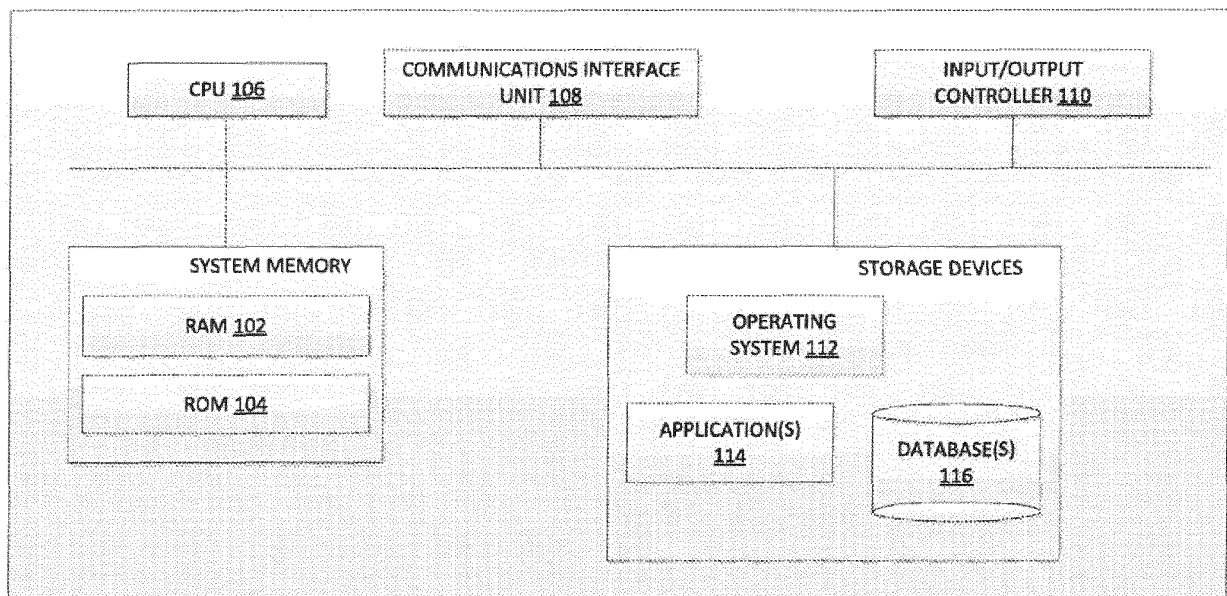 CPU 106
COMMUNICATIONS INTERFACE
UNIT 108
INPUT/OUTPUT
CONTROLLER 110
SYSTEM MEMORY
RAM 102
ROM 104
STORAGE DEVICES
OPERATING
SYSTEM 112
APPLICATION(S)
114
DATABASE(S)
116